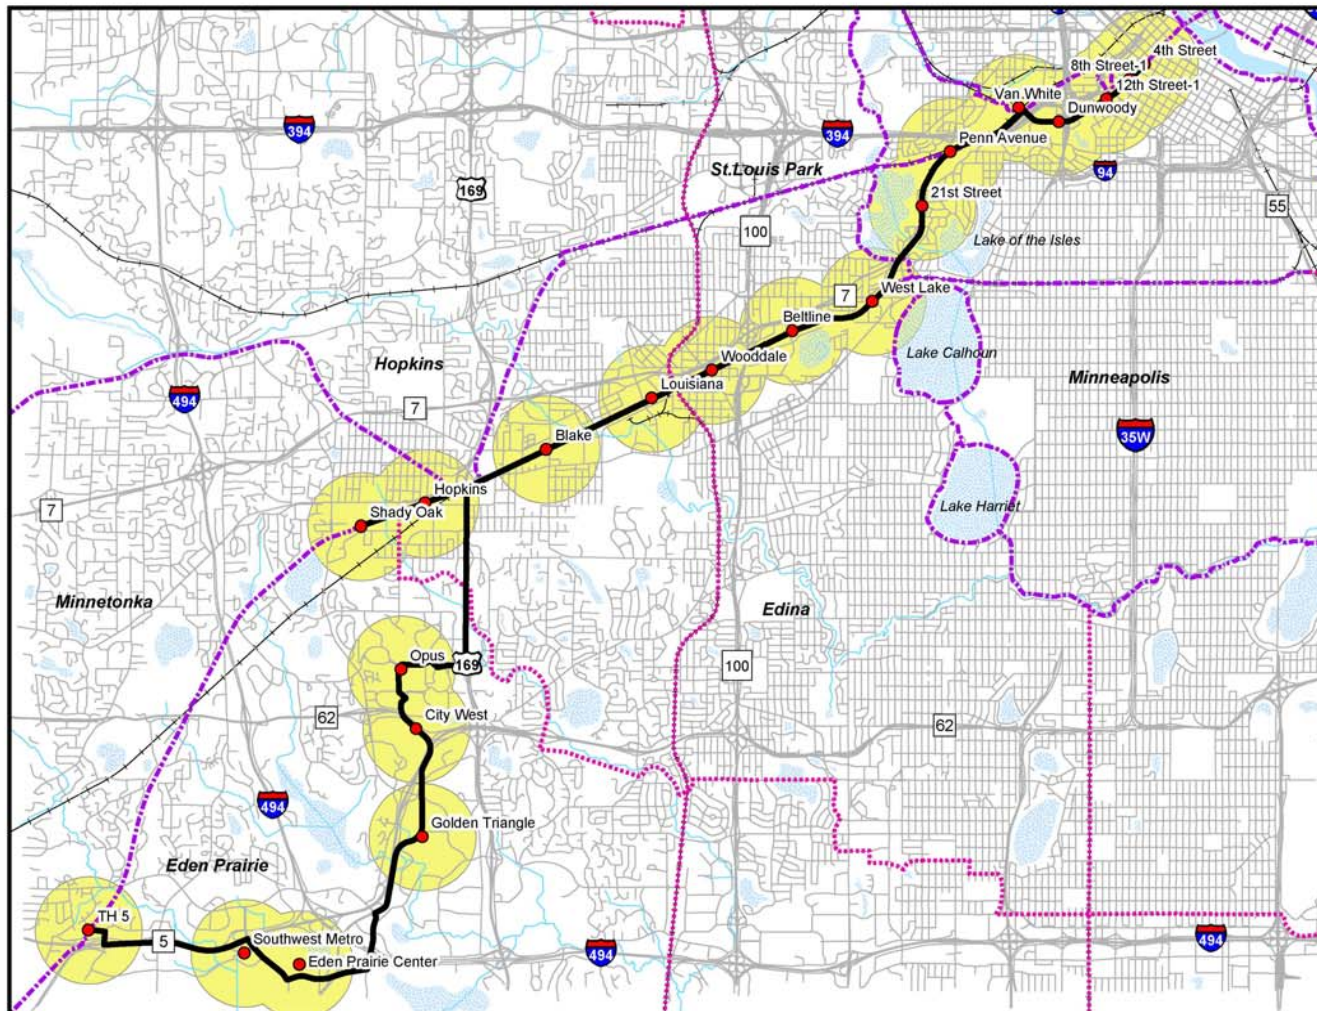 4th Street
8th Street-1
12th Street-1
Van White
Dunwoody
394
394
Penn Avenue
St.Louis Park
94
169
21st Street
55
100
Lake of the Isles
7
West Lake
Beltline
Lake Calhoun
Hopkins
Wooddale
Minneapolis
Louisiana
494
7
35W
Blake
Hopkins
Shady Oak
7
Lake Harriet
Minnetonka
Edina
Opus
169
100
City West
62
62
494
Golden Triangle
Eden Prairie
TH 5
5
Southwest Metro
494
494
Eden Prairie Center